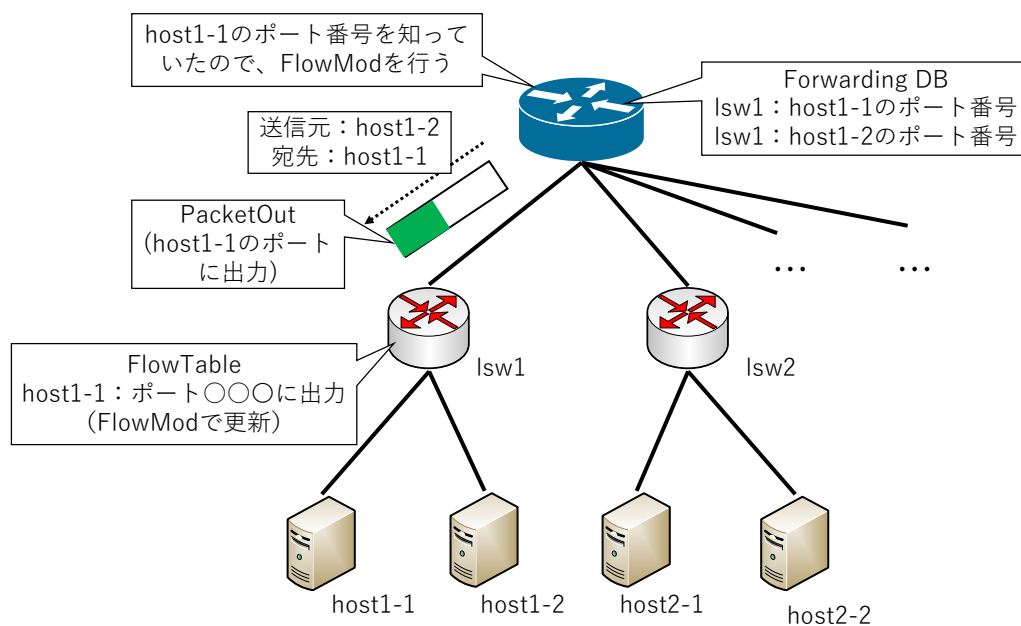 host1-1のポート番号を知って
いたので、FlowModを行う
Forwarding DB
lsw1：host1-1のポート番号
lsw1：host1-2のポート番号
送信元：host1-2
宛先：host1-1
PacketOut
(host1-1のポート
に出力)
…
…
FlowTable
host1-1：ポート○○○に出力
(FlowModで更新)
lsw1
lsw2
host1-1
host1-2
host2-1
host2-2